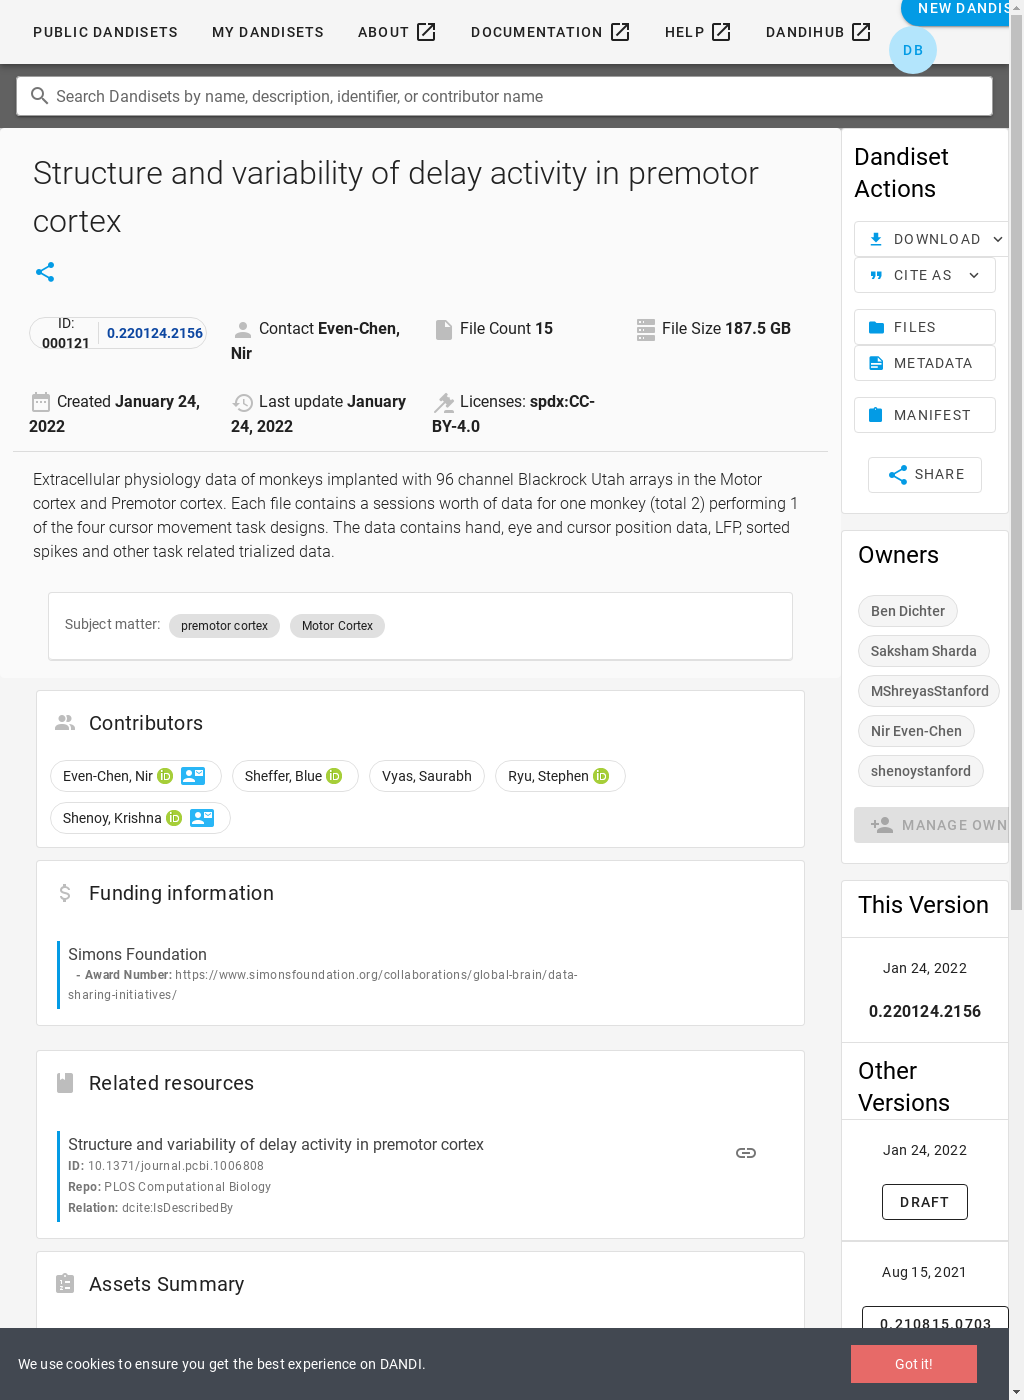 PUBLIC DANDISETS
MY DANDISETS
ABOUT
DOCUMENTATION
HELP
DANDIHUB
NEW DANDIS
DB
Search Dandisets by name, description, identifier, or contributor name
Structure and variability of delay activity in premotor
cortex
ID:
000121
0.220124.2156
Contact Even-Chen,
Nir
File Count 15
File Size 187.5 GB
Created January 24,
2022
Last update January
24, 2022
Licenses: spdx:CC-
BY-4.0
Extracellular physiology data of monkeys implanted with 96 channel Blackrock Utah arrays in the Motor
cortex and Premotor cortex. Each file contains a sessions worth of data for one monkey (total 2) performing 1
of the four cursor movement task designs. The data contains hand, eye and cursor position data, LFP, sorted
spikes and other task related trialized data.
Subject matter:
premotor cortex
Motor Cortex
Contributors
Even-Chen, Nir iD
Sheffer, Blue iD
Vyas, Saurabh
Ryu, Stephen iD
Shenoy, Krishna iD
Funding information
Simons Foundation
- Award Number: https://www.simonsfoundation.org/collaborations/global-brain/data-
sharing-initiatives/
Related resources
Structure and variability of delay activity in premotor cortex
ID: 10.1371/journal.pcbi.1006808
Repo: PLOS Computational Biology
Relation: dcite:IsDescribedBy
Assets Summary
Dandiset
Actions
DOWNLOAD
CITE AS
FILES
METADATA
MANIFEST
SHARE
Owners
Ben Dichter
Saksham Sharda
MShreyasStanford
Nir Even-Chen
shenoystanford
MANAGE OWN
This Version
Jan 24, 2022
0.220124.2156
Other
Versions
Jan 24, 2022
DRAFT
Aug 15, 2021
0.210815.0703
We use cookies to ensure you get the best experience on DANDI.
Got it!